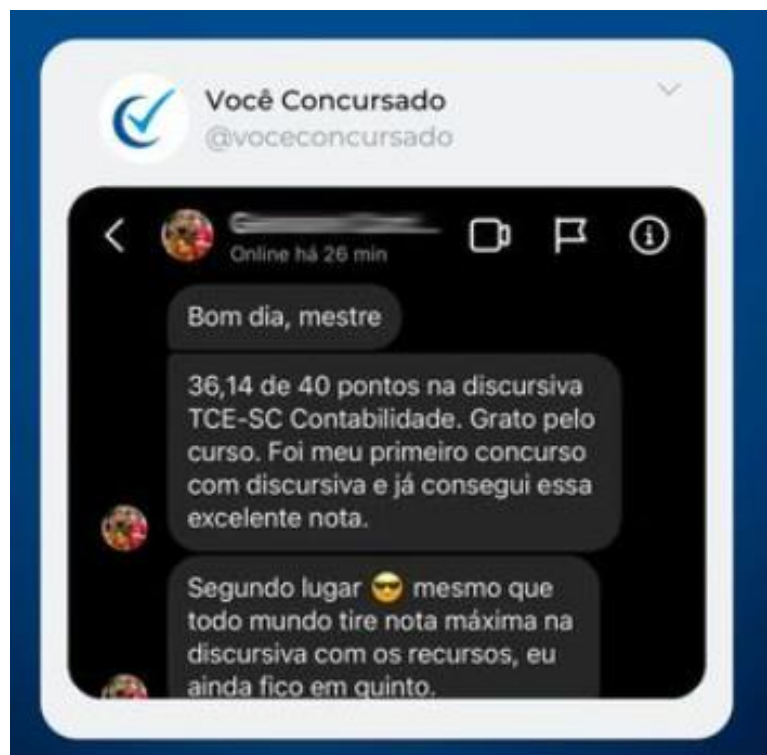 Você Concursado
@voceconcursado
Online há 26 min
Bom dia, mestre
36,14 de 40 pontos na discursiva
TCE-SC Contabilidade. Grato pelo
curso. Foi meu primeiro concurso
com discursiva e já consegui essa
excelente nota.
Segundo lugar 😎 mesmo que
todo mundo tire nota máxima na
discursiva com os recursos, eu
ainda fico em quinto.